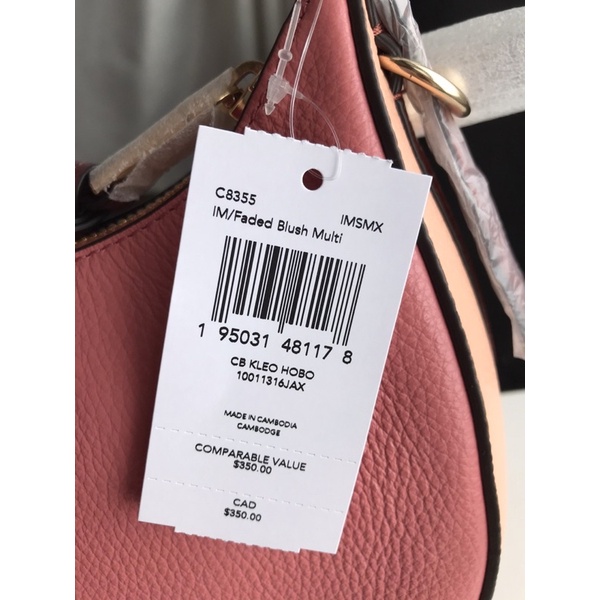 C8355 IMSMX
IM/Faded Blush Multi
1 95031 48117 8
CB KLEO HOBO
10011316JAX
MADE IN CAMBODIA
CAMBODGE
COMPARABLE VALUE
$350.00
CAD
$350.00